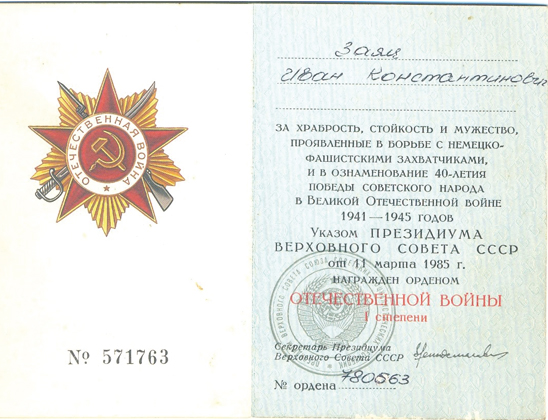 ОТЕЧЕСТВЕННАЯ ВОЙНА
№ 571763
Заяц
Иван Константинович
ЗА ХРАБРОСТЬ, СТОЙКОСТЬ И МУЖЕСТВО,
ПРОЯВЛЕННЫЕ В БОРЬБЕ С НЕМЕЦКО-
ФАШИСТСКИМИ ЗАХВАТЧИКАМИ,
И В ОЗНАМЕНОВАНИЕ 40-ЛЕТИЯ
ПОБЕДЫ СОВЕТСКОГО НАРОДА
В ВЕЛИКОЙ ОТЕЧЕСТВЕННОЙ ВОЙНЕ
1941—1945 ГОДОВ
УКАЗОМ ПРЕЗИДИУМА
ВЕРХОВНОГО СОВЕТА СССР
от 11 марта 1985 г.
НАГРАЖДЕН ОРДЕНОМ
ОТЕЧЕСТВЕННОЙ ВОЙНЫ
I степени
Секретарь Президиума
Верховного Совета СССР
№ ордена 780563